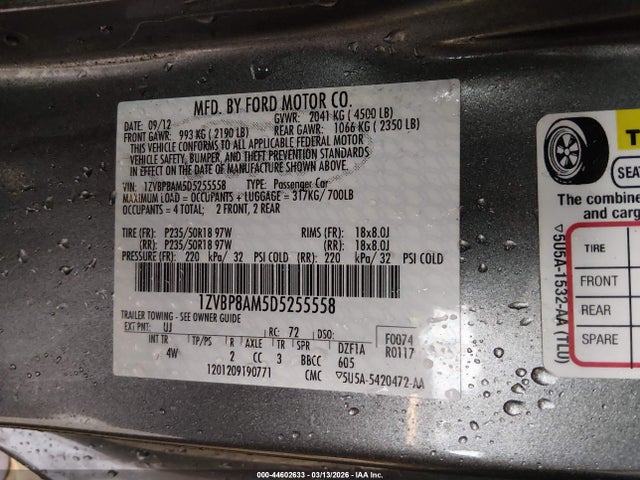 MFD. BY FORD MOTOR CO.
DATE: 09/12 GVWR: 2041 KG ( 4500 LB)
FRONT GAWR: 993 KG ( 2190 LB) REAR GAWR: 1066 KG ( 2350 LB)
THIS VEHICLE CONFORMS TO ALL APPLICABLE FEDERAL MOTOR
VEHICLE SAFETY, BUMPER, AND THEFT PREVENTION STANDARDS
IN EFFECT ON THE DATE OF MANUFACTURE SHOWN ABOVE.
VIN: 1ZVBP8AM5D5255558 TYPE: Passenger Car
MAXIMUM LOAD = OCCUPANTS + LUGGAGE = 317KG/ 700LB
OCCUPANTS = 4 TOTAL; 2 FRONT, 2 REAR
TIRE (FR): P235/50R18 97W RIMS (FR): 18x8.0J
(RR): P235/50R18 97W (RR): 18x8.0J
PRESSURE (FR): 220 kPa/ 32 PSI COLD (RR): 220 kPa/ 32 PSI COLD
1ZVBP8AM5D5255558
TRAILER TOWING - SEE OWNER GUIDE
EXT PNT: UJ RC: 72 DSO: F0074
INT TR TP/PS R AXLE TR SPR DZF1A R0117
4W 2 CC 3 BBCC 605
1201209190771 CMC ▽5U5A-5420472-AA
T
SEA
The combine
and carg
TIRE
FRONT
REAR
SPARE
▽5U5A-1532-AA (TLU)
000-44602633 - 03/13/2026 - IAA Inc.